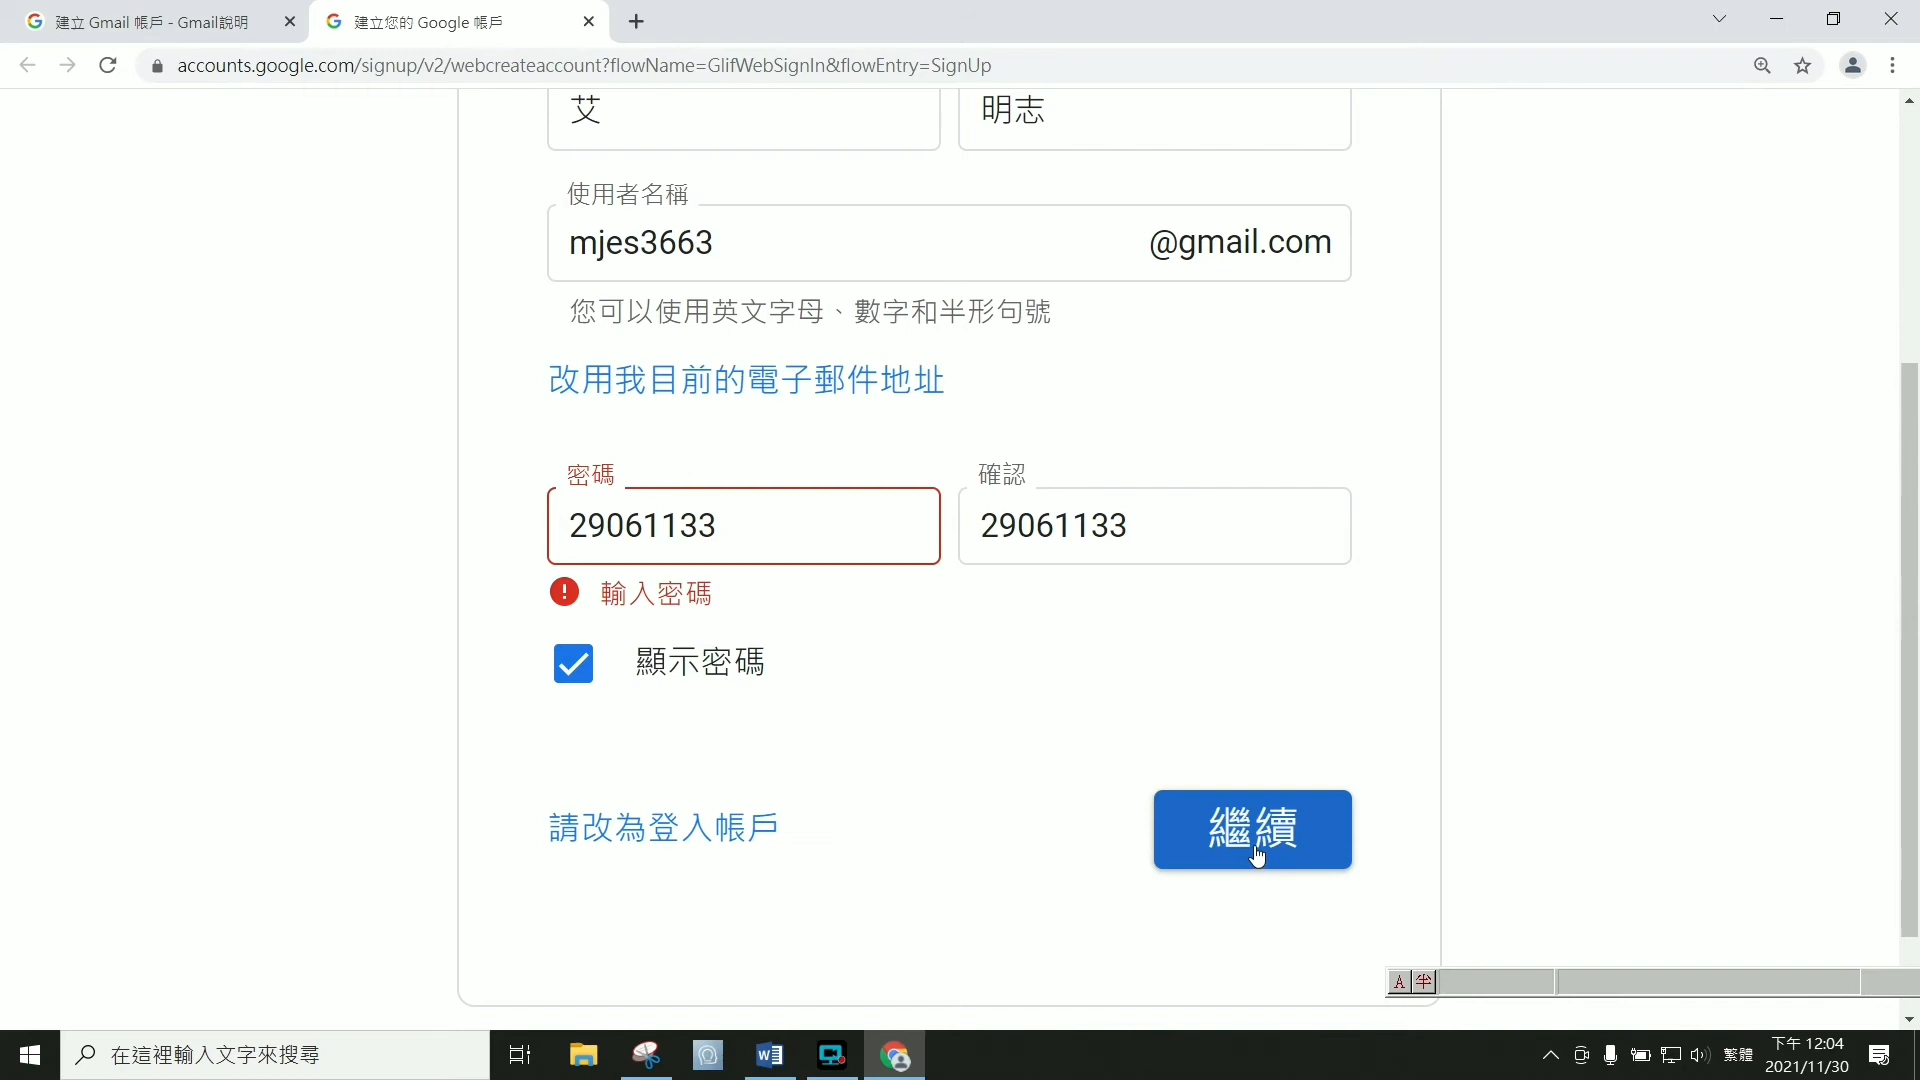 建立 Gmail 帳戶 - Gmail說明
建立您的 Google 帳戶
accounts.google.com/signup/v2/webcreateaccount?flowName=GlifWebSignIn&flowEntry=SignUp
艾
明志
使用者名稱
mjes3663
@gmail.com
您可以使用英文字母、數字和半形句號
改用我目前的電子郵件地址
密碼
確認
29061133
29061133
輸入密碼
顯示密碼
請改為登入帳戶
繼續
A 半
在這裡輸入文字來搜尋
繁體
下午 12:04
2021/11/30